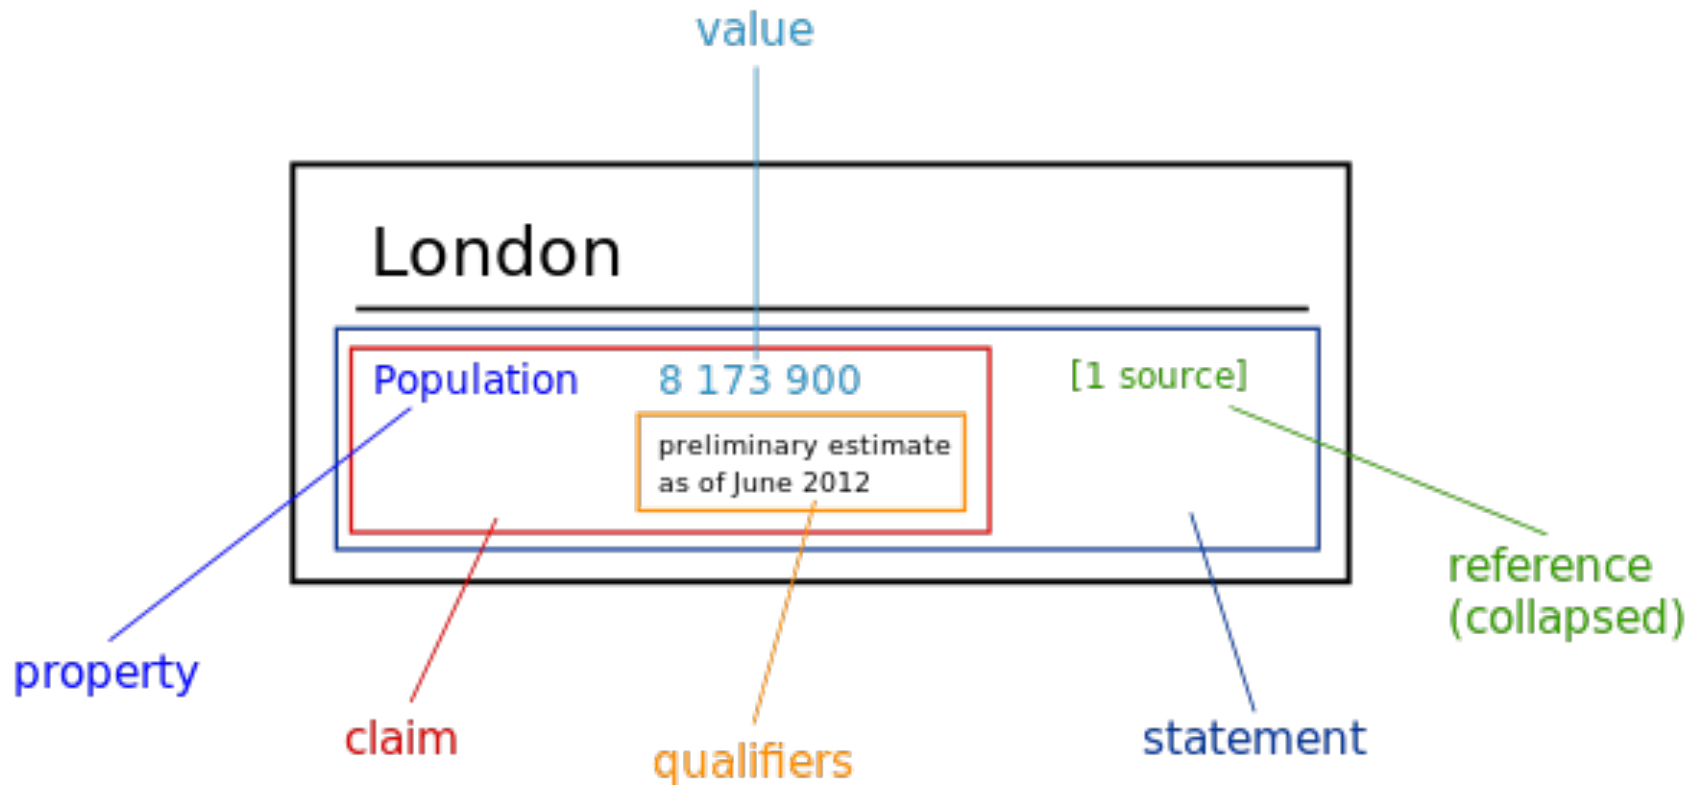 value
London
Population 8 173 900 [1 source]
preliminary estimate
as of June 2012
reference
(collapsed)
property
claim
qualifiers
statement